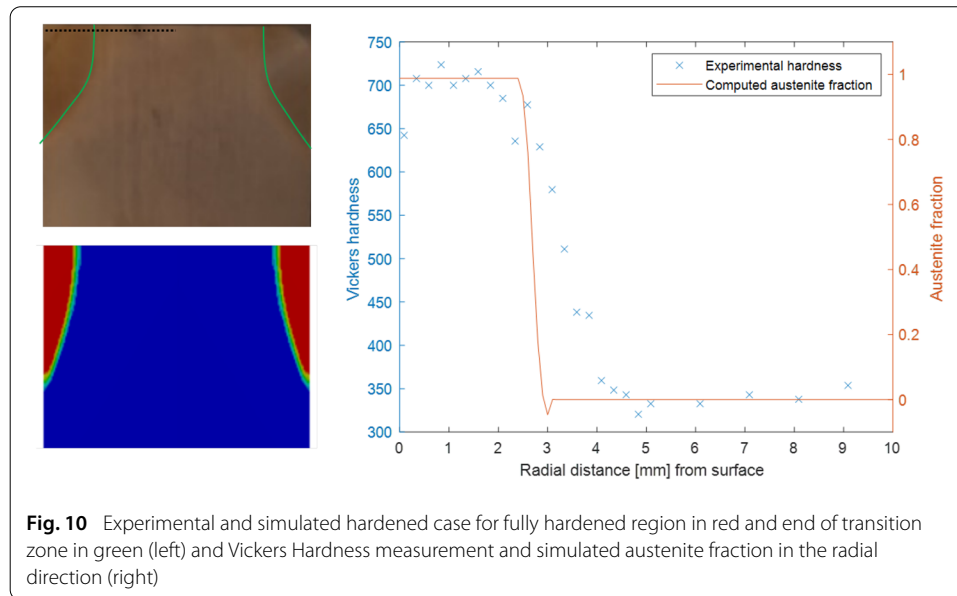 750
700
650
600
550
500
450
400
350
300
Vickers hardness
Experimental hardness
Computed austenite fraction
1
0.8
0.6
0.4
0.2
0
Austenite fraction
0 1 2 3 4 5 6 7 8 9 10
Radial distance [mm] from surface
Fig. 10 Experimental and simulated hardened case for fully hardened region in red and end of transition
zone in green (left) and Vickers Hardness measurement and simulated austenite fraction in the radial
direction (right)